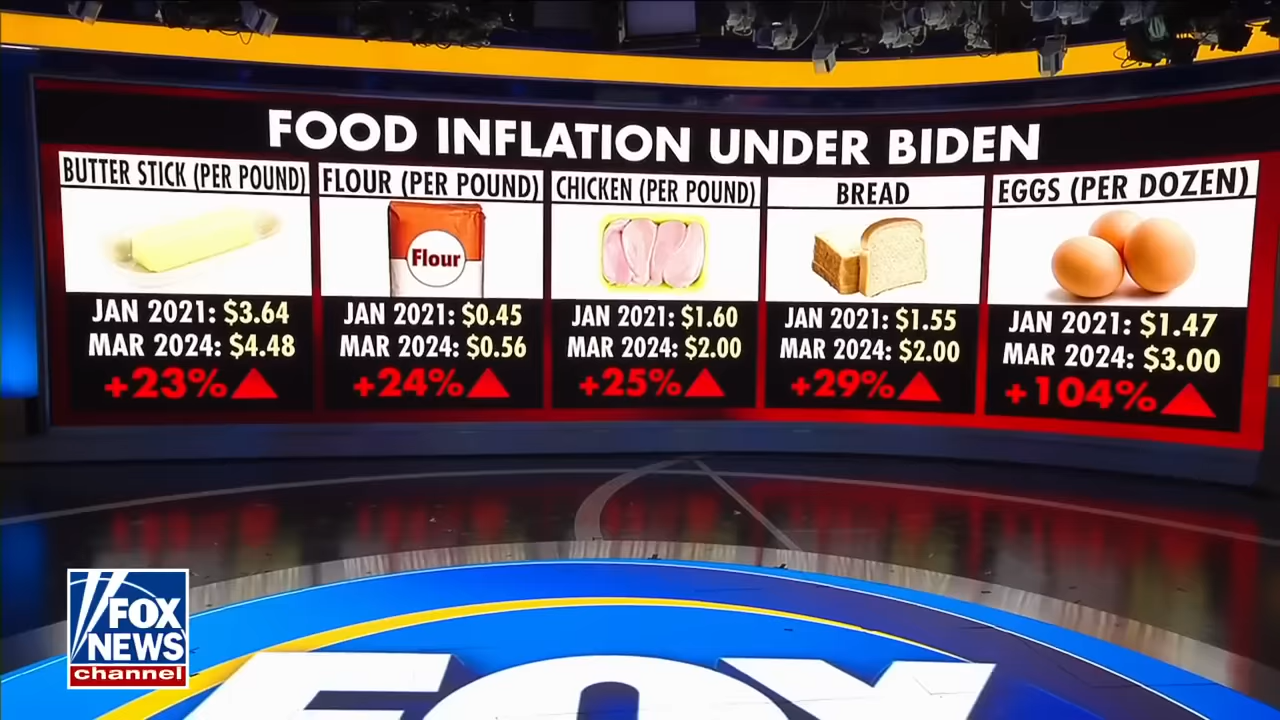 FOOD INFLATION UNDER BIDEN
BUTTER STICK (PER POUND)
JAN 2021: $3.64
MAR 2024: $4.48
+23%
FLOUR (PER POUND)
Flour
JAN 2021: $0.45
MAR 2024: $0.56
+24%
CHICKEN (PER POUND)
JAN 2021: $1.60
MAR 2024: $2.00
+25%
BREAD
JAN 2021: $1.55
MAR 2024: $2.00
+29%
EGGS (PER DOZEN)
JAN 2021: $1.47
MAR 2024: $3.00
+104%
FOX
NEWS
channel
FOX